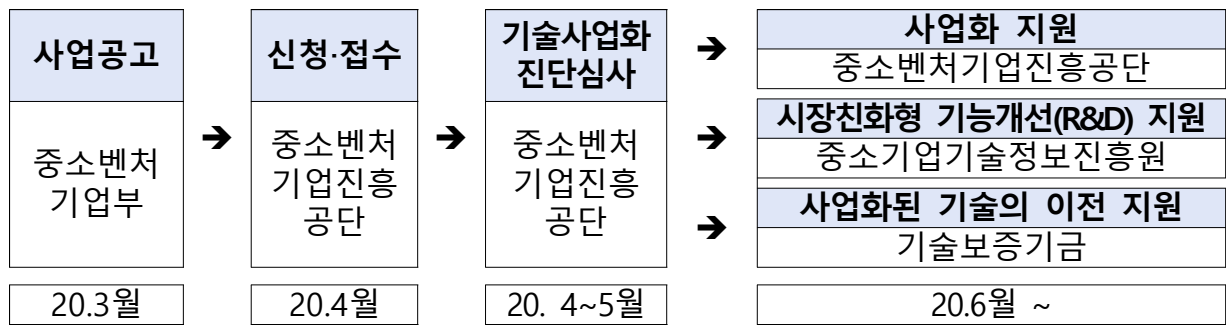 사업공고
중소벤처
기업부
20.3월
신청·접수
중소벤처
기업진흥
공단
20.4월
기술사업화
진단심사
중소벤처
기업진흥
공단
20. 4~5월
사업화 지원
중소벤처기업진흥공단
시장친화형 기능개선(R&D) 지원
중소기업기술정보진흥원
사업화된 기술의 이전 지원
기술보증기금
20.6월 ~